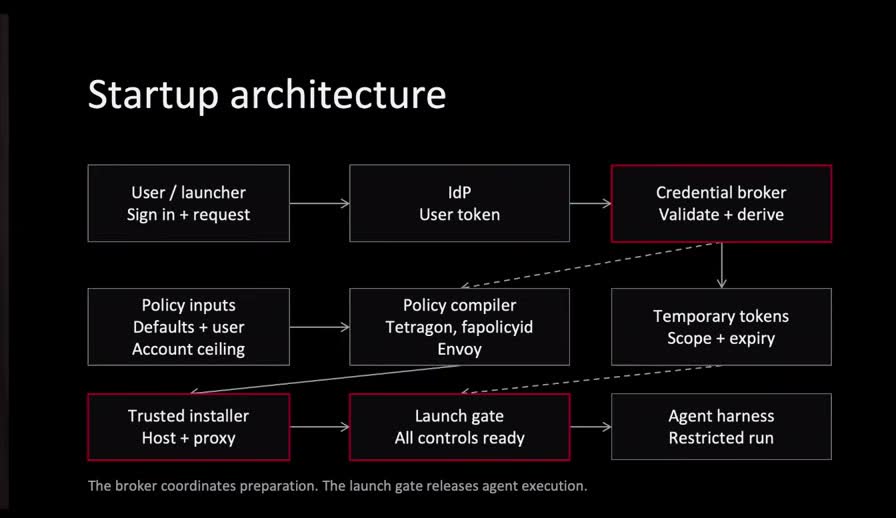 Startup architecture
User / launcher
Sign in + request
IdP
User token
Credential broker
Validate + derive
Policy inputs
Defaults + user
Account ceiling
Policy compiler
Tetragon, fapolicyid
Envoy
Temporary tokens
Scope + expiry
Trusted installer
Host + proxy
Launch gate
All controls ready
Agent harness
Restricted run
The broker coordinates preparation. The launch gate releases agent execution.